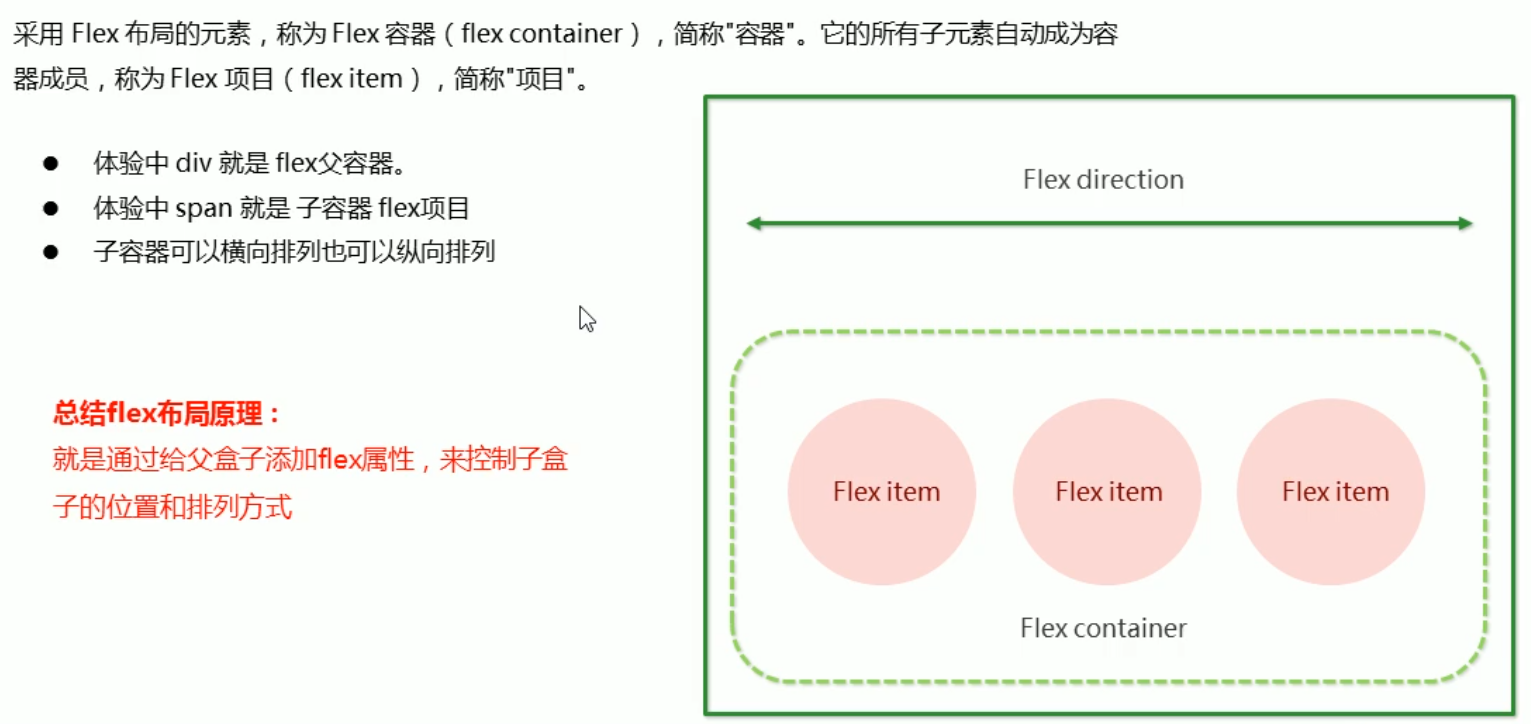 采用 Flex 布局的元素，称为 Flex 容器（flex container），简称"容器"。它的所有子元素自动成为容
器成员，称为 Flex 项目（flex item），简称"项目"。
● 体验中 div 就是 flex父容器。
● 体验中 span 就是 子容器 flex项目
● 子容器可以横向排列也可以纵向排列
总结flex布局原理：
就是通过给父盒子添加flex属性，来控制子盒
子的位置和排列方式
Flex direction
Flex item Flex item Flex item
Flex container